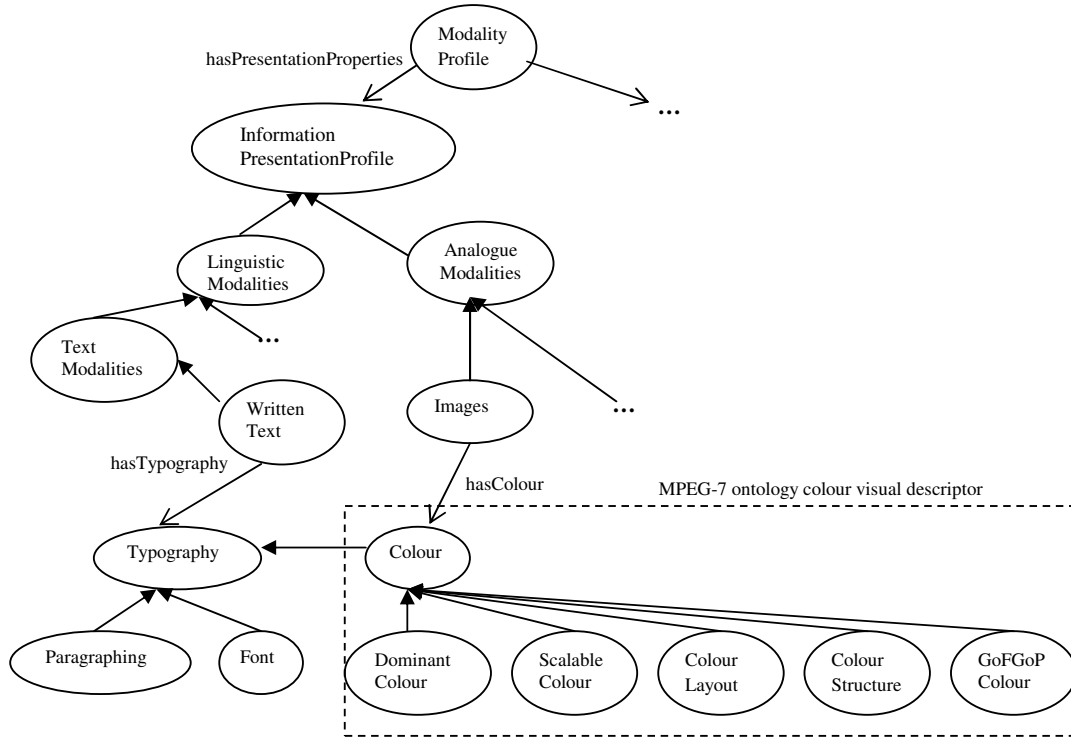 Modality
Profile
hasPresentationProperties
...
Information
PresentationProfile
Linguistic
Modalities
Analogue
Modalities
...
Text
Modalities
Written
Text
Images
...
hasTypography
hasColour
MPEG-7 ontology colour visual descriptor
Typography
Colour
Paragraphing
Font
Dominant
Colour
Scalable
Colour
Colour
Layout
Colour
Structure
GoFGoP
Colour